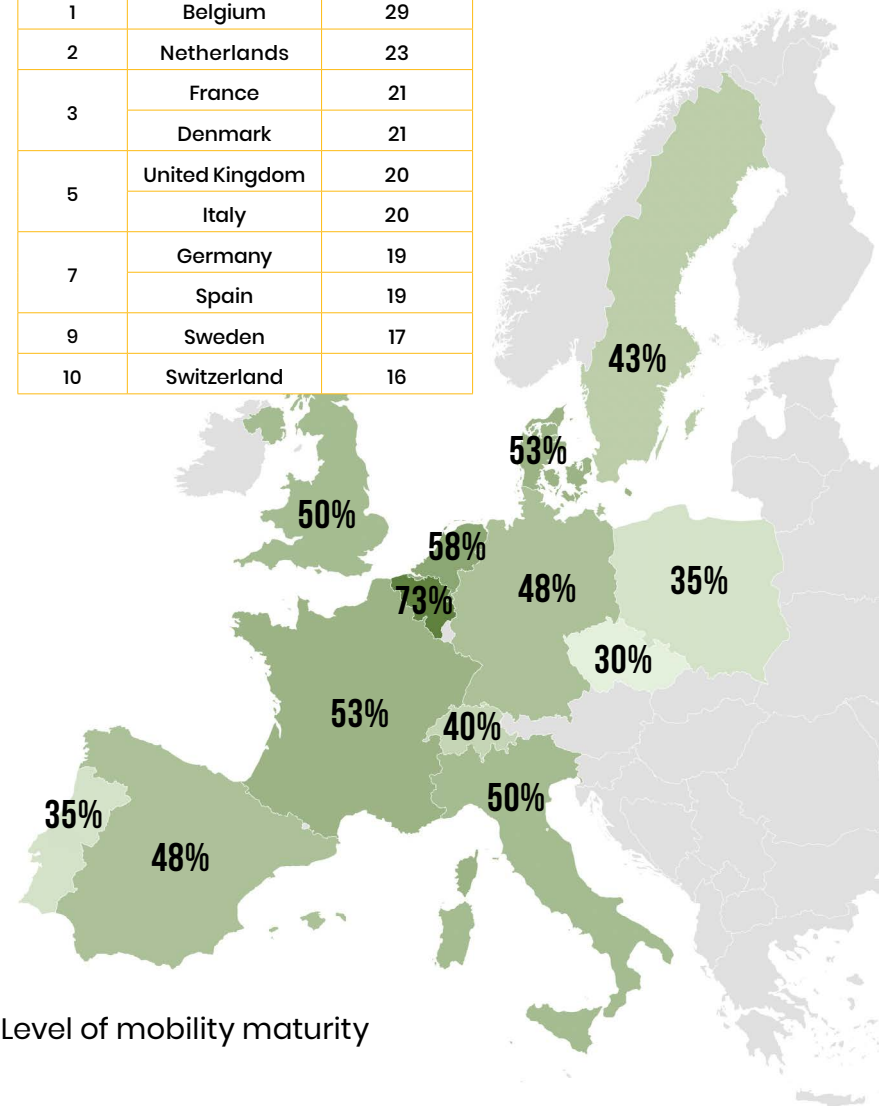 1 Belgium 29
2 Netherlands 23
3 France 21
Denmark 21
5 United Kingdom 20
Italy 20
7 Germany 19
Spain 19
9 Sweden 17
10 Switzerland 16
43%
53%
50%
58%
73%
48%
35%
30%
53%
40%
50%
35%
48%
Level of mobility maturity